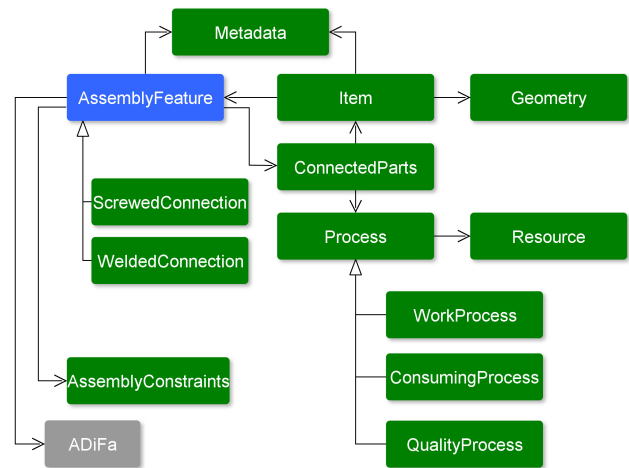 Metadata
AssemblyFeature
Item
Geometry
ConnectedParts
ScrewedConnection
Process
Resource
WeldedConnection
WorkProcess
ConsumingProcess
AssemblyConstraints
ADiFa
QualityProcess